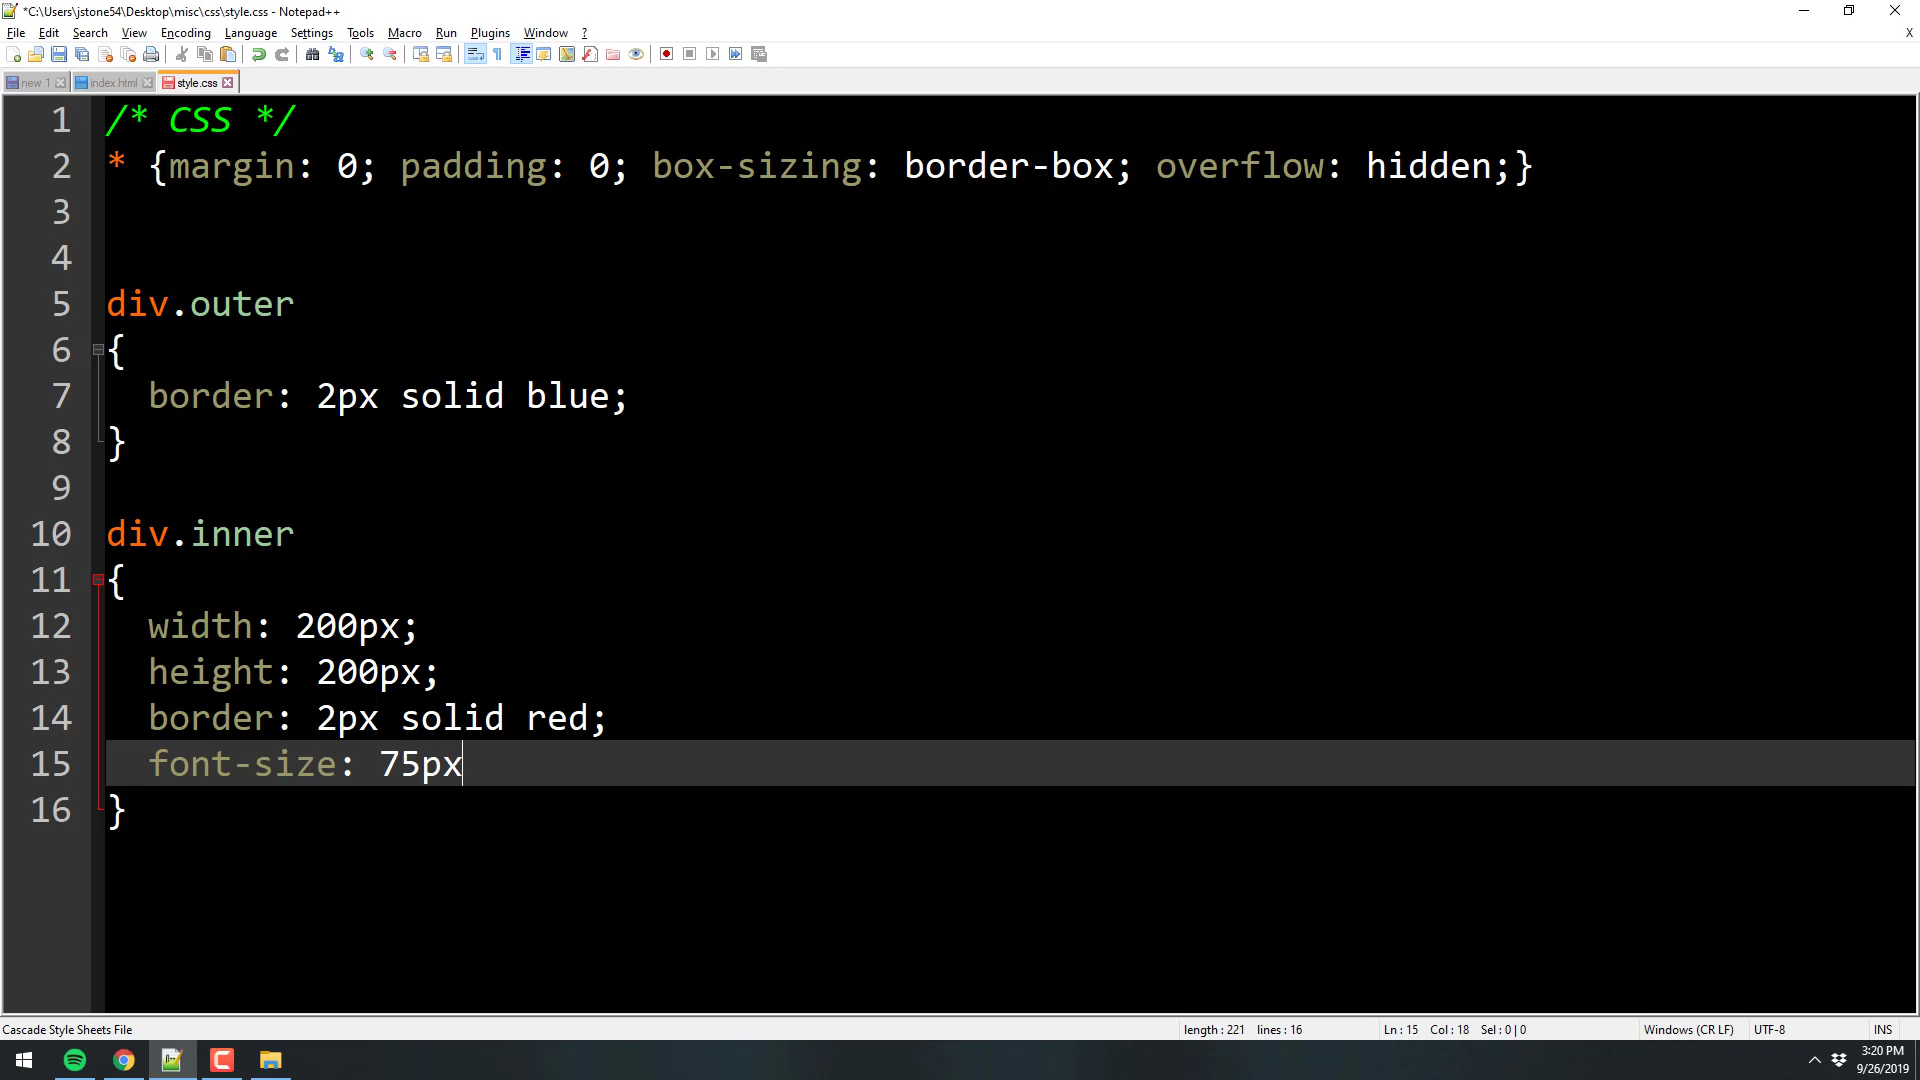 *C:\Users\jstone54\Desktop\misc\css\style.css - Notepad++
File Edit Search View Encoding Language Settings Tools Macro Run Plugins Window ? X
new 1 index.html style.css
1 /* CSS */
2 * {margin: 0; padding: 0; box-sizing: border-box; overflow: hidden;}
3
4
5 div.outer
6 {
7 border: 2px solid blue;
8 }
9
10 div.inner
11 {
12 width: 200px;
13 height: 200px;
14 border: 2px solid red;
15 font-size: 75px
16 }
Cascade Style Sheets File length : 221 lines : 16 Ln : 15 Col : 18 Sel : 0 | 0 Windows (CR LF) UTF-8 INS
3:20 PM
9/26/2019